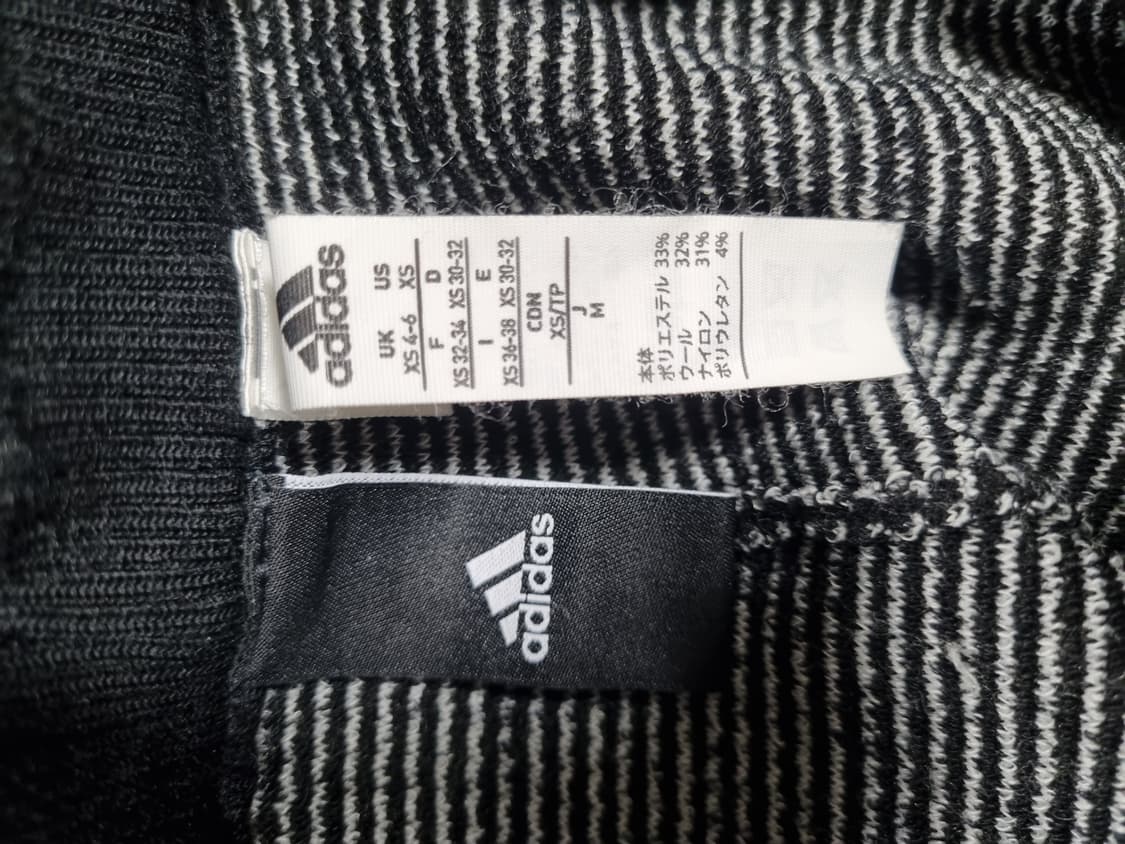 adidas
UK US
XS 4-6 XS
F D
XS 32-34 XS 30-32
I E
XS 36-38 XS 30-32
CDN
XS/TP
J
M
本体
ポリエステル 33%
ウール 32%
ナイロン 31%
ポリウレタン 4%
adidas